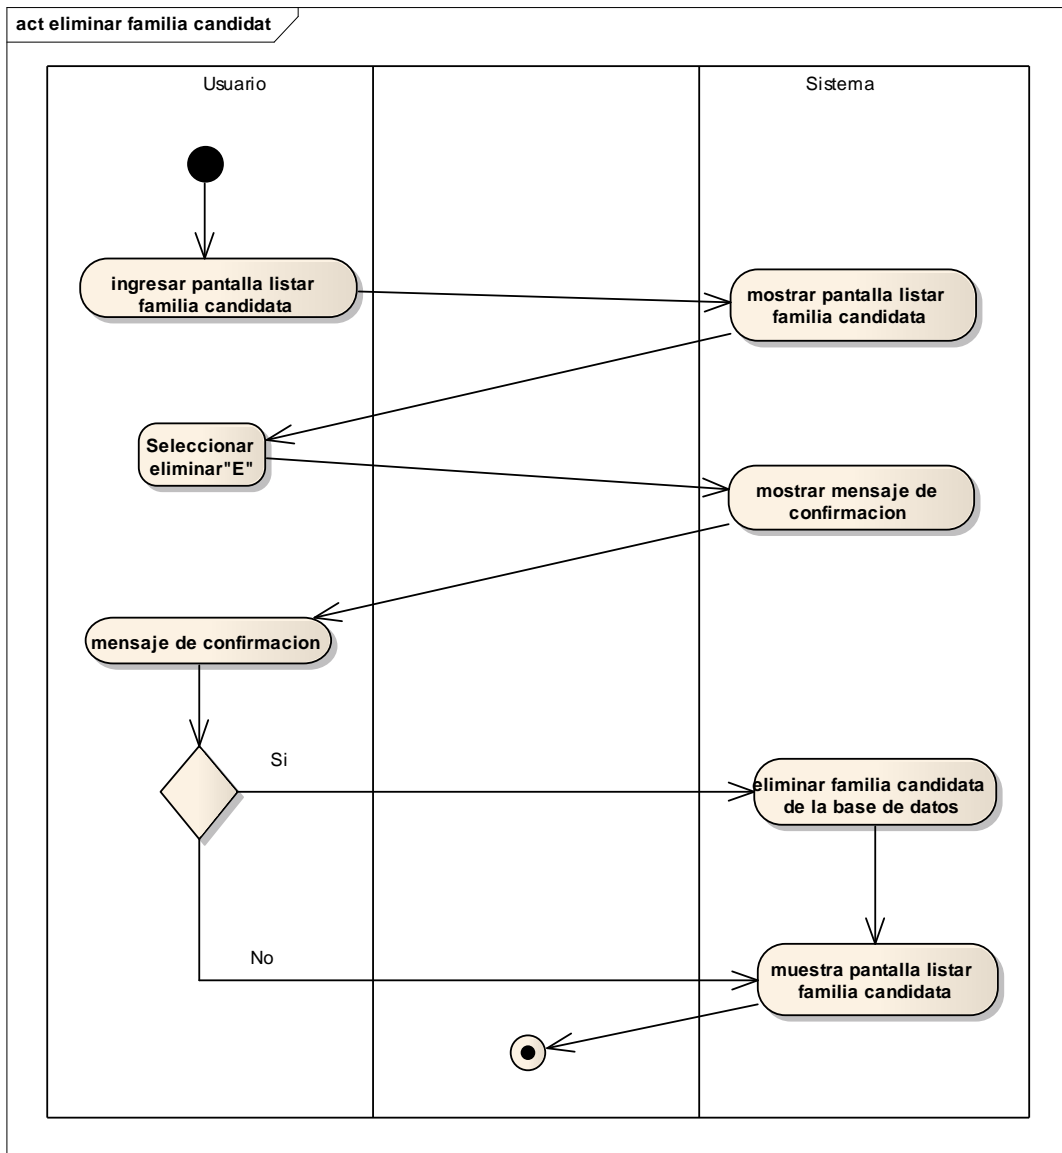 act eliminar familia candidat
Usuario
Sistema
ingresar pantalla listar
familia candidata
mostrar pantalla listar
familia candidata
Seleccionar
eliminar"E"
mostrar mensaje de
confirmacion
mensaje de confirmacion
Si
eliminar familia candidata
de la base de datos
No
muestra pantalla listar
familia candidata